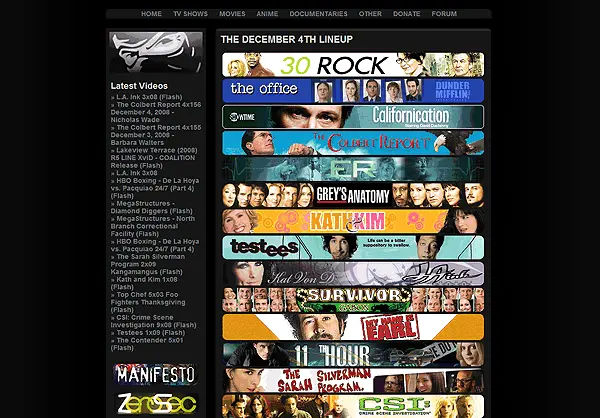 HOME TV SHOWS MOVIES ANIME DOCUMENTARIES OTHER DONATE FORUM
Latest Videos
» L.A. Ink 3x08 (Flash)
» The Colbert Report 4x156
December 4, 2008 -
Nicholas Wade
» The Colbert Report 4x155
December 3, 2008 -
Barbara Walters
» Lakeview Terrace (2008)
R5 LINE XviD - COALiTiON
Release (Flash)
» L.A. Ink 3x08
» HBO Boxing - De La Hoya
vs. Pacquiao 24/7 (Part 4)
(Flash)
» MegaStructures -
Diamond Diggers (Flash)
» MegaStructures - North
Branch Correctional
Facility (Flash)
» HBO Boxing - De La Hoya
vs. Pacquiao 24/7 (Part 4)
» The Sarah Silverman
Program 2x09
Kangamangus (Flash)
» Kath and Kim 1x08
(Flash)
» Top Chef 5x03 Foo
Fighters Thanksgiving
(Flash)
» CSI: Crime Scene
Investigation 9x08 (Flash)
» Testees 1x09 (Flash)
» The Contender 5x01
(Flash)
MANIFESTO
ZeroSec
THE DECEMBER 4TH LINEUP
30 ROCK
the office DUNDER
MIFFLIN
SHOWTIME Californication
Starring David Duchovny
THE COLBERT REPORT
ER
GREY'S ANATOMY
KATH & KIM
testees Life can be a bitter
suppository to swallow.
Kat Von D
SURVIVOR
MY NAME IS
EARL
11TH HOUR
THE
SARAH SILVERMAN
PROGRAM.
CSI:
CRIME SCENE INVESTIGATION